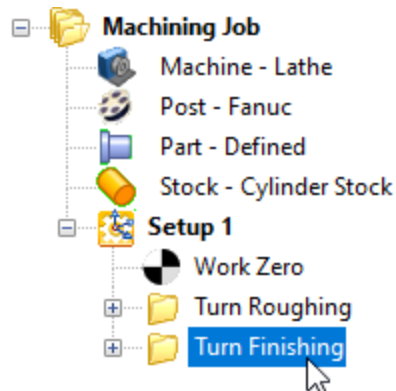 Machining Job
Machine - Lathe
Post - Fanuc
Part - Defined
Stock - Cylinder Stock
Setup 1
Work Zero
Turn Roughing
Turn Finishing